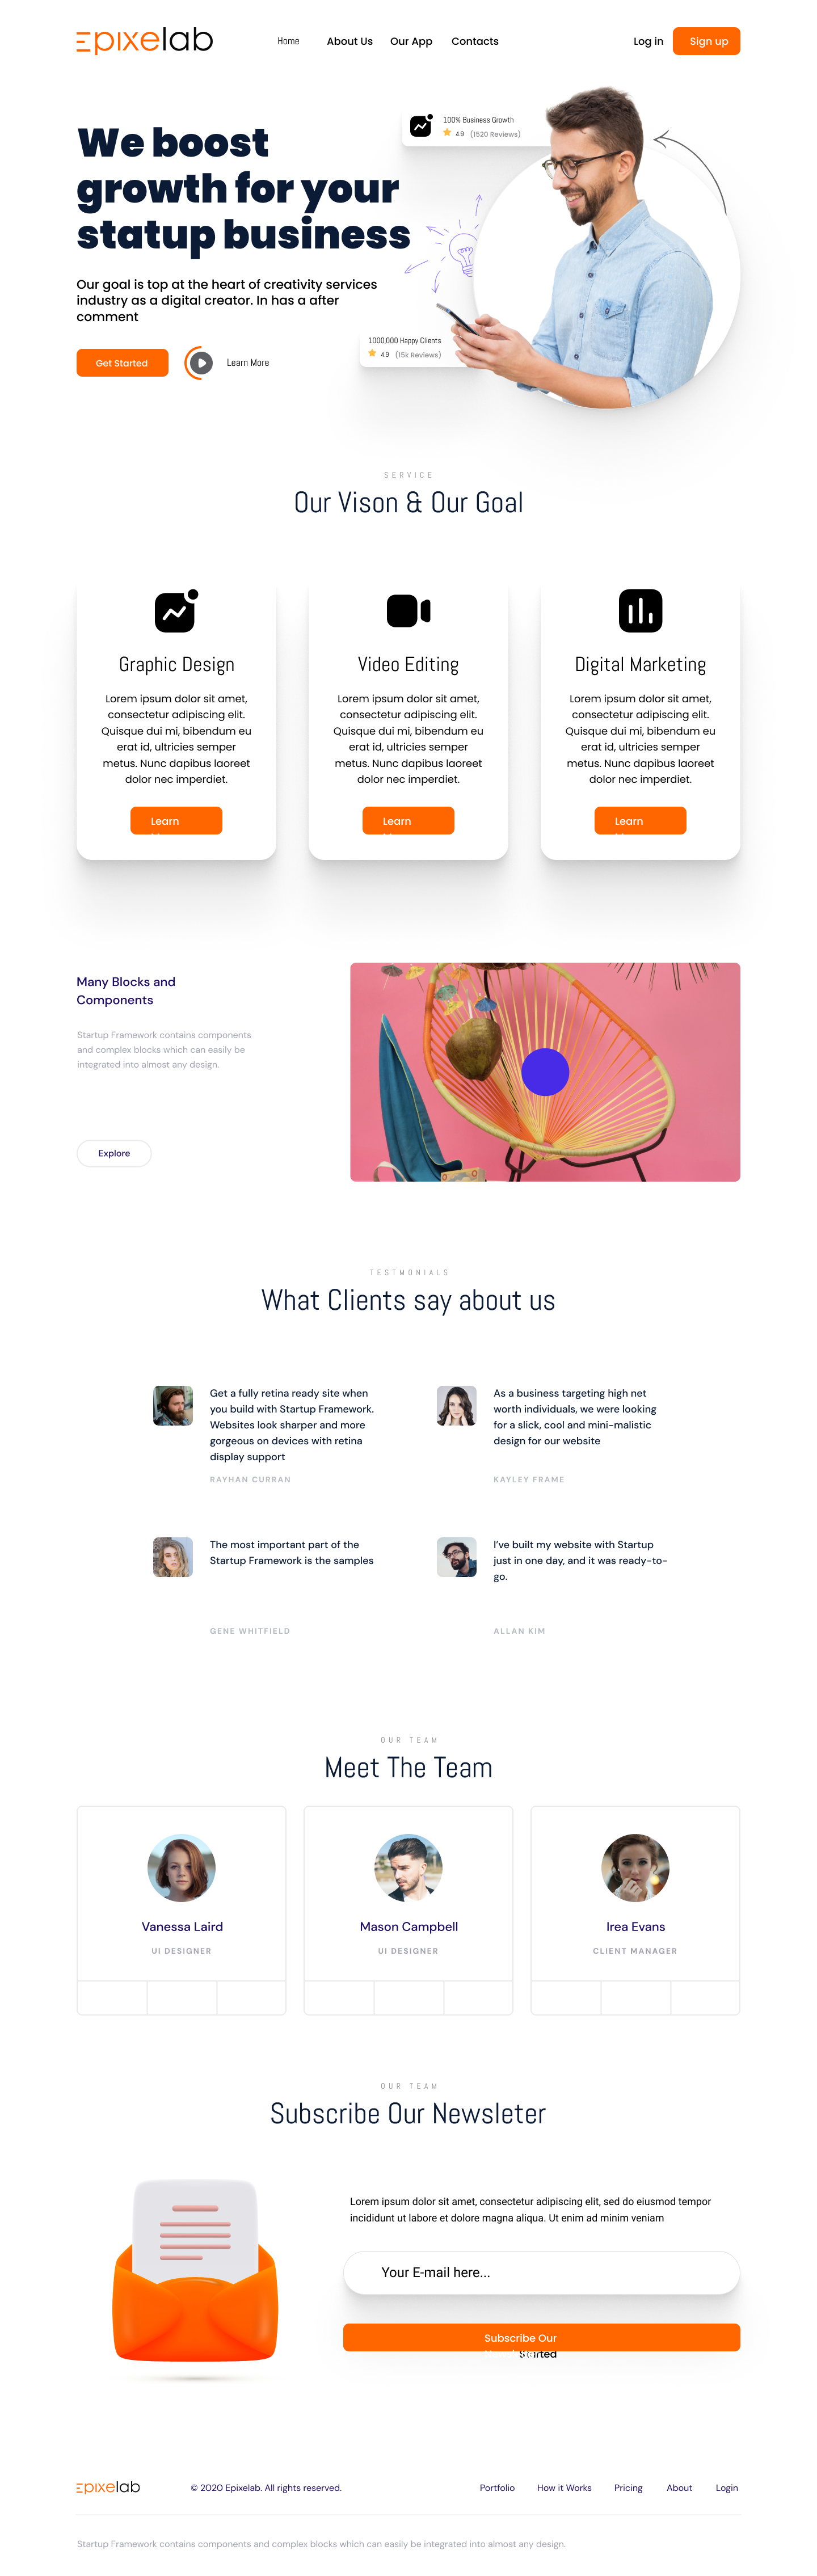 Epixelab
Home About Us Our App Contacts Log in Sign up
100% Business Growth
4.9 (1520 Reviews)
We boost
growth for your
statup business
Our goal is top at the heart of creativity services
industry as a digital creator. In has a after
comment
1000,000 Happy Clients
4.9 (15k Reviews)
Get Started Learn More
SERVICE
Our Vison & Our Goal
Graphic Design
Lorem ipsum dolor sit amet,
consectetur adipiscing elit.
Quisque dui mi, bibendum eu
erat id, ultricies semper
metus. Nunc dapibus laoreet
dolor nec imperdiet.
Learn
Video Editing
Lorem ipsum dolor sit amet,
consectetur adipiscing elit.
Quisque dui mi, bibendum eu
erat id, ultricies semper
metus. Nunc dapibus laoreet
dolor nec imperdiet.
Learn
Digital Marketing
Lorem ipsum dolor sit amet,
consectetur adipiscing elit.
Quisque dui mi, bibendum eu
erat id, ultricies semper
metus. Nunc dapibus laoreet
dolor nec imperdiet.
Learn
Many Blocks and
Components
Startup Framework contains components
and complex blocks which can easily be
integrated into almost any design.
Explore
TESTMONIALS
What Clients say about us
Get a fully retina ready site when
you build with Startup Framework.
Websites look sharper and more
gorgeous on devices with retina
display support
RAYHAN CURRAN
As a business targeting high net
worth individuals, we were looking
for a slick, cool and mini-malistic
design for our website
KAYLEY FRAME
The most important part of the
Startup Framework is the samples
GENE WHITFIELD
I've built my website with Startup
just in one day, and it was ready-to-
go.
ALLAN KIM
OUR TEAM
Meet The Team
Vanessa Laird
UI DESIGNER
Mason Campbell
UI DESIGNER
Irea Evans
CLIENT MANAGER
OUR TEAM
Subscribe Our Newsleter
Lorem ipsum dolor sit amet, consectetur adipiscing elit, sed do eiusmod tempor
incididunt ut labore et dolore magna aliqua. Ut enim ad minim veniam
Your E-mail here...
Subscribe Our
Epixelab
© 2020 Epixelab. All rights reserved.
Portfolio How it Works Pricing About Login
Startup Framework contains components and complex blocks which can easily be integrated into almost any design.